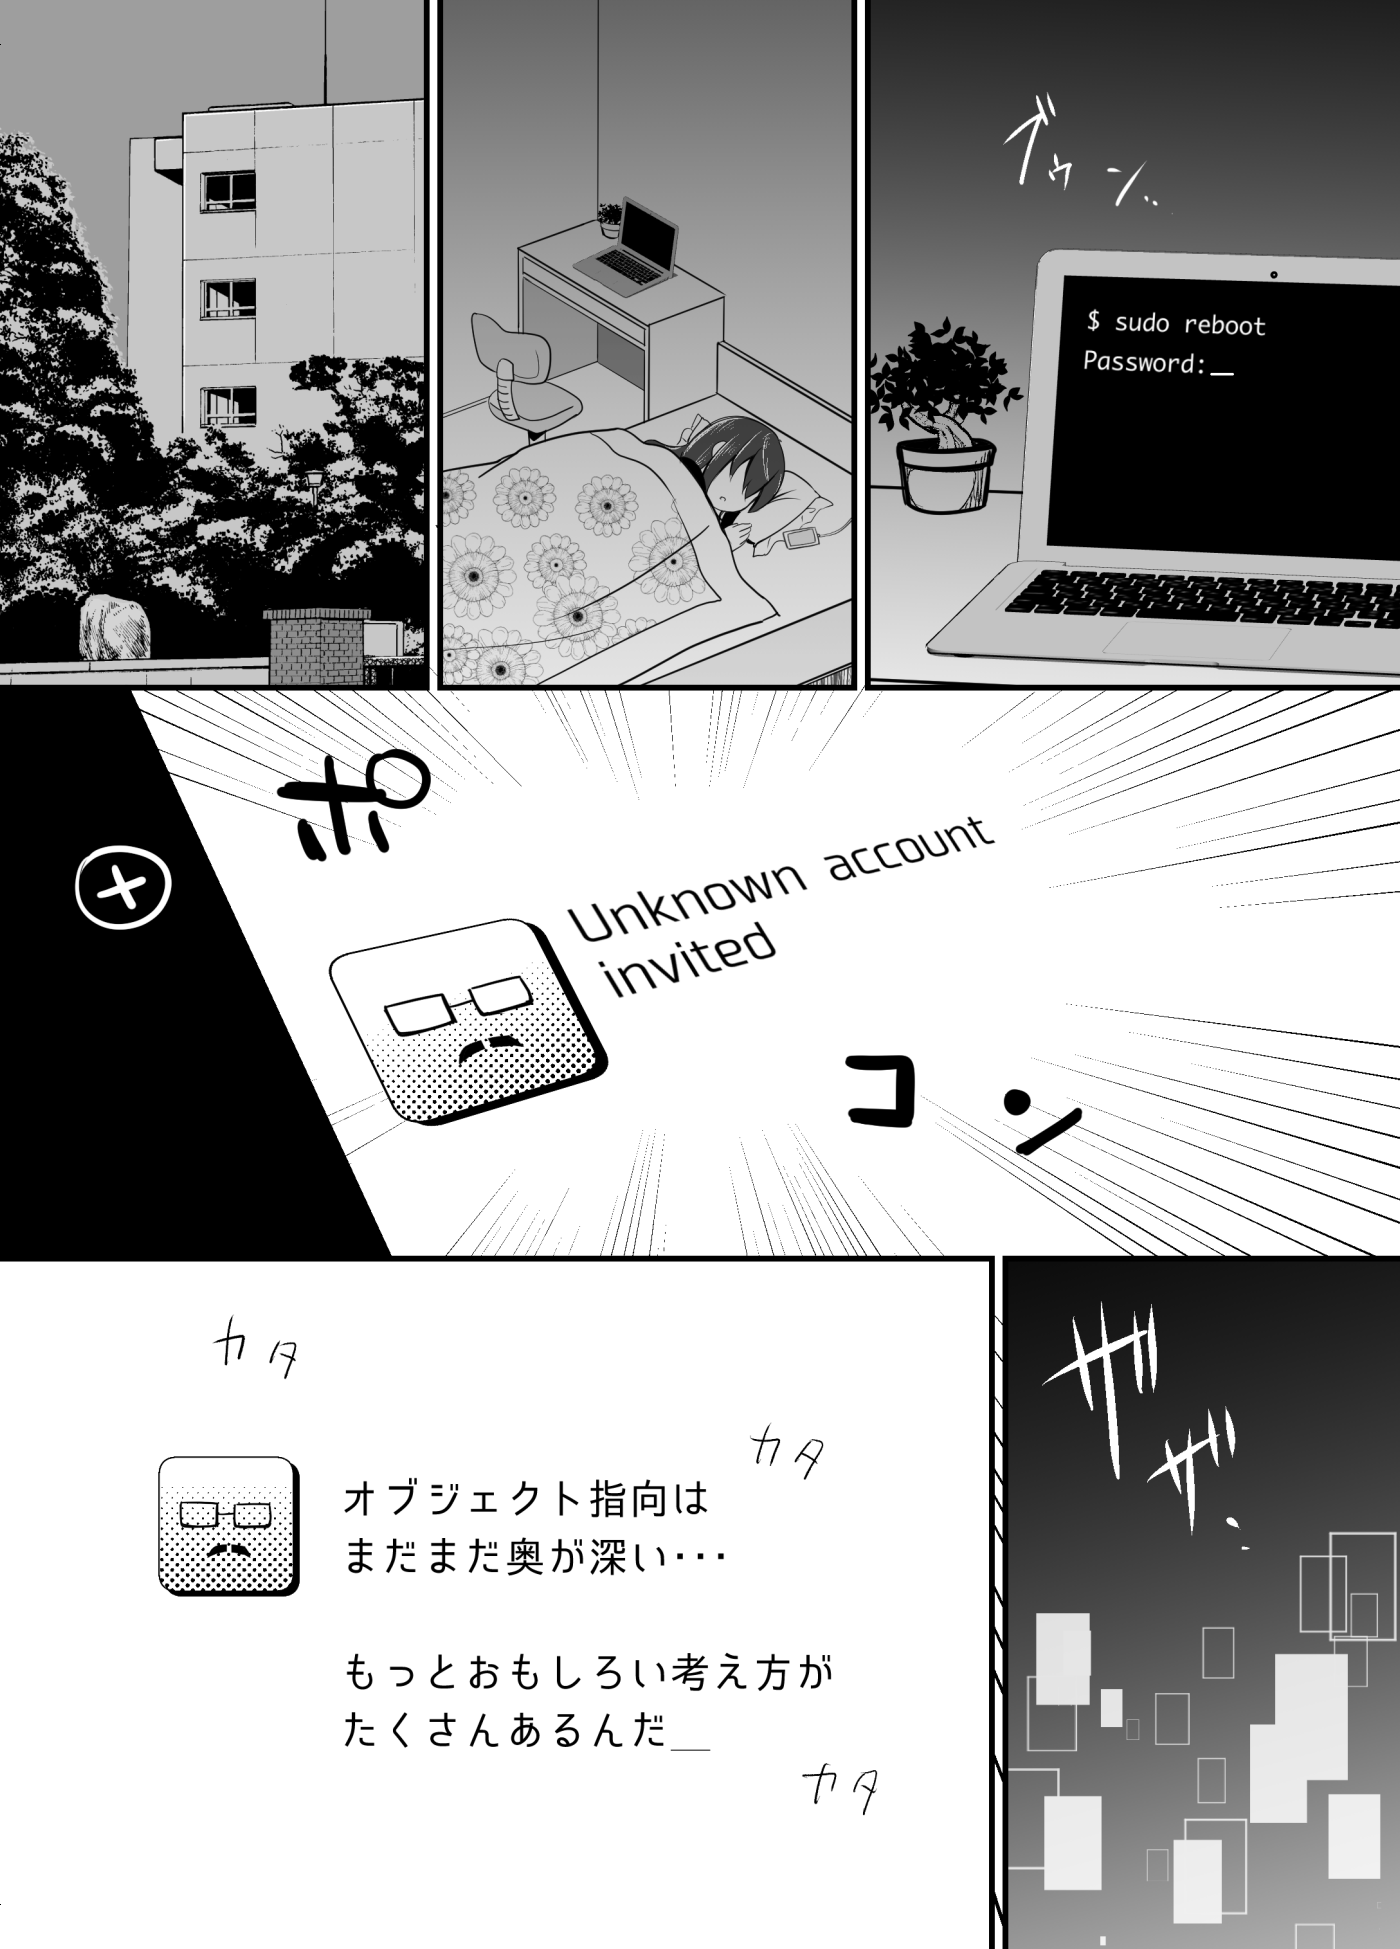 ブゥン..
$ sudo reboot
Password:_
ポ
Unknown account
invited
コン
カタ
カタ
オブジェクト指向は
まだまだ奥が深い･･･
もっとおもしろい考え方が
たくさんあるんだ_
カタ
ザザ